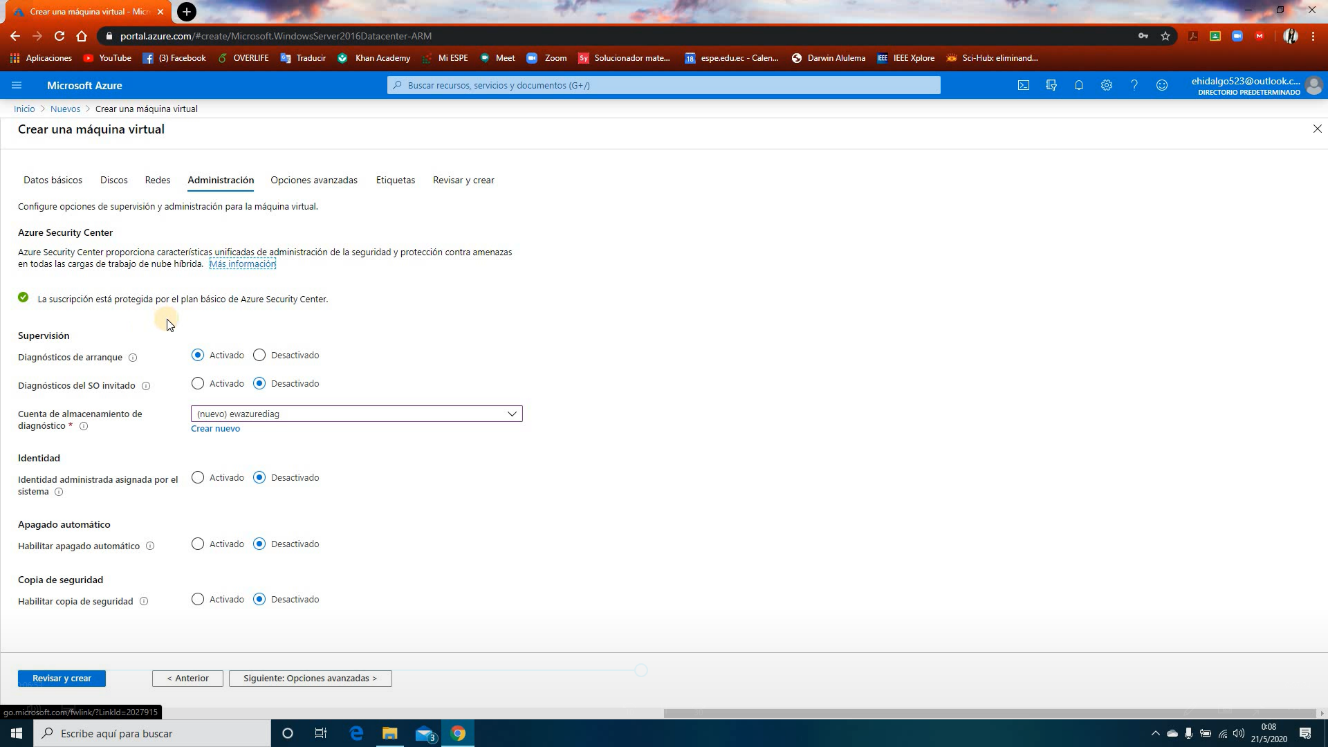 Crear una máquina virtual - Micr
portal.azure.com/#create/Microsoft.WindowsServer2016Datacenter-ARM
Aplicaciones YouTube (3) Facebook OVERLIFE Traducir Khan Academy Mi ESPE Meet Zoom Solucionador mate... espe.edu.ec - Calen... Darwin Alulema IEEE Xplore Sci-Hub: eliminand...
Microsoft Azure
Buscar recursos, servicios y documentos (G+/)
ehidalgo523@outlook.c...
DIRECTORIO PREDETERMINADO
Inicio > Nuevos > Crear una máquina virtual
Crear una máquina virtual
Datos básicos Discos Redes Administración Opciones avanzadas Etiquetas Revisar y crear
Configure opciones de supervisión y administración para la máquina virtual.
Azure Security Center
Azure Security Center proporciona características unificadas de administración de la seguridad y protección contra amenazas
en todas las cargas de trabajo de nube híbrida. Más información
La suscripción está protegida por el plan básico de Azure Security Center.
Supervisión
Diagnósticos de arranque Activado Desactivado
Diagnósticos del SO invitado Activado Desactivado
Cuenta de almacenamiento de
diagnóstico *
(nuevo) ewazurediag
Crear nuevo
Identidad
Identidad administrada asignada por el
sistema
Activado Desactivado
Apagado automático
Habilitar apagado automático Activado Desactivado
Copia de seguridad
Habilitar copia de seguridad Activado Desactivado
Revisar y crear < Anterior Siguiente: Opciones avanzadas >
go.microsoft.com/fwlink/?LinkId=2027915
Escribe aquí para buscar
3
0:08
21/5/2020